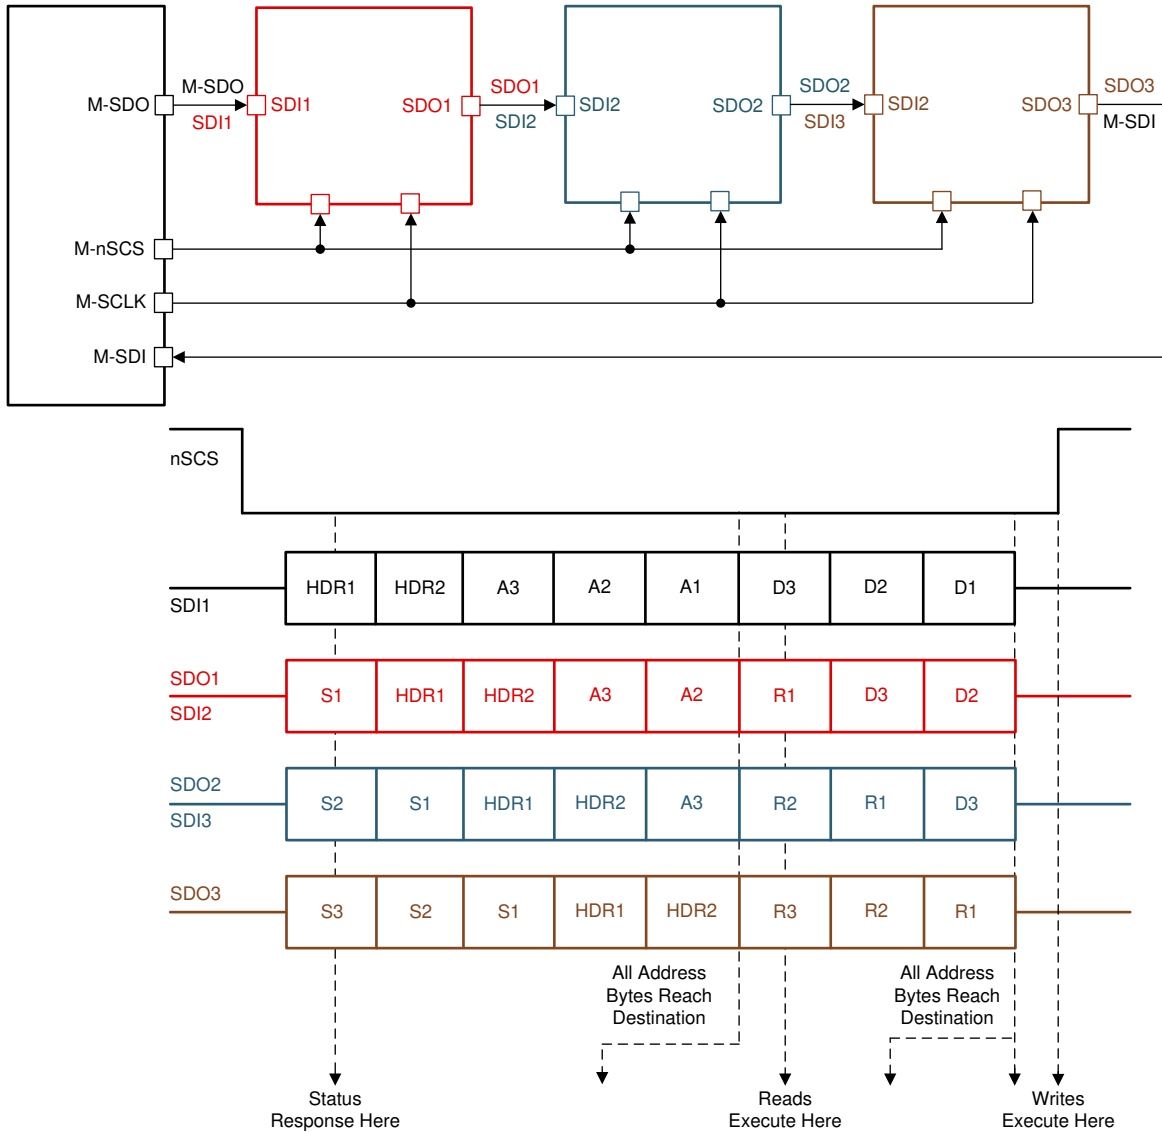 M-SDO
M-SDO
SDI1
SDI1
SDO1
SDO1
SDI2
SDI2
SDO2
SDO2
SDI3
SDI2
SDO3
SDO3
M-SDI
M-nSCS
M-SCLK
M-SDI
nSCS
SDI1
HDR1 HDR2 A3 A2 A1 D3 D2 D1
SDO1
SDI2
S1 HDR1 HDR2 A3 A2 R1 D3 D2
SDO2
SDI3
S2 S1 HDR1 HDR2 A3 R2 R1 D3
SDO3
S3 S2 S1 HDR1 HDR2 R3 R2 R1
All Address
Bytes Reach
Destination
All Address
Bytes Reach
Destination
Status
Response Here
Reads
Execute Here
Writes
Execute Here